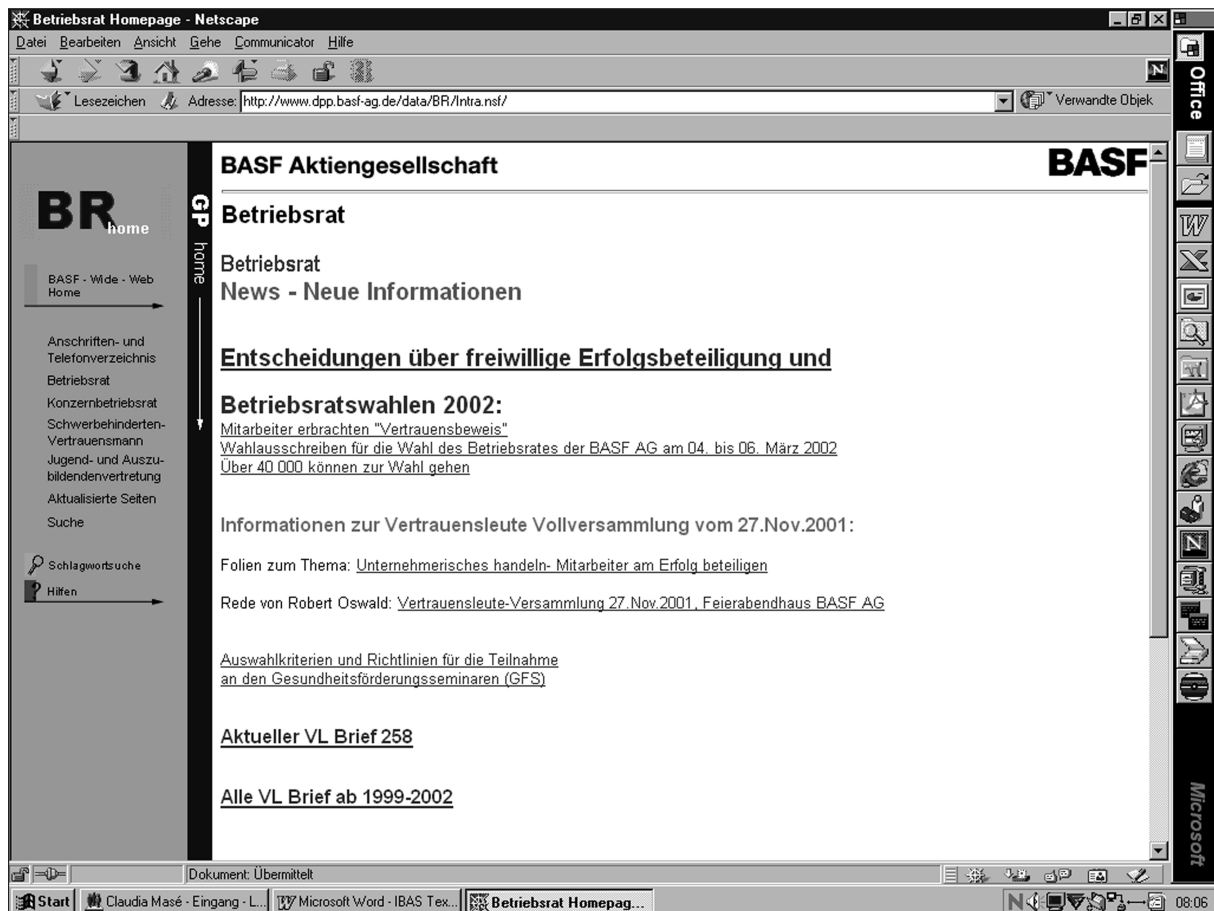 Betriebsrat Homepage - Netscape
Datei Bearbeiten Ansicht Gehe Communicator Hilfe
N
Lesezeichen Adresse: http://www.dpp.basf-ag.de/data/BR/Intra.nsf/ Verwandte Objek
BR home
BASF - Wide - Web
Home
Anschriften- und
Telefonverzeichnis
Betriebsrat
Konzernbetriebsrat
Schwerbehinderten-
Vertrauensmann
Jugend- und Auszu-
bildendenvertretung
Aktualisierte Seiten
Suche
Schlagwortsuche
? Hilfen
GP home
BASF Aktiengesellschaft BASF
Betriebsrat
Betriebsrat
News - Neue Informationen
Entscheidungen über freiwillige Erfolgsbeteiligung und
Betriebsratswahlen 2002:
Mitarbeiter erbrachten "Vertrauensbeweis"
Wahlausschreiben für die Wahl des Betriebsrates der BASF AG am 04. bis 06. März 2002
Über 40 000 können zur Wahl gehen
Informationen zur Vertrauensleute Vollversammlung vom 27.Nov.2001:
Folien zum Thema: Unternehmerisches handeln- Mitarbeiter am Erfolg beteiligen
Rede von Robert Oswald: Vertrauensleute-Versammlung 27.Nov.2001, Feierabendhaus BASF AG
Auswahlkriterien und Richtlinien für die Teilnahme
an den Gesundheitsförderungsseminaren (GFS)
Aktueller VL Brief 258
Alle VL Brief ab 1999-2002
Office
W
N
Microsoft
Dokument: Übermittelt
Start Claudia Masé - Eingang - L... Microsoft Word - IBAS Tex... Betriebsrat Homepag... N 08:06